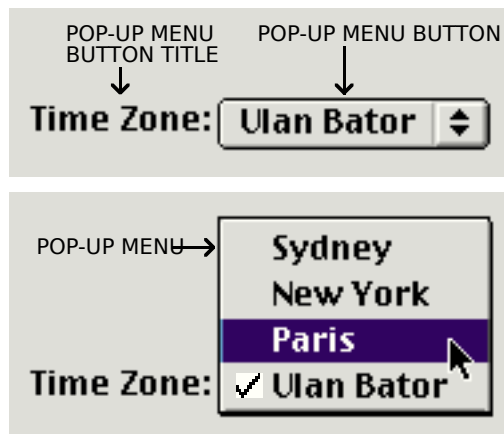 POP-UP MENU
BUTTON TITLE
POP-UP MENU BUTTON
Time Zone:
Ulan Bator
POP-UP MENU
Sydney
New York
Paris
Time Zone:
Ulan Bator